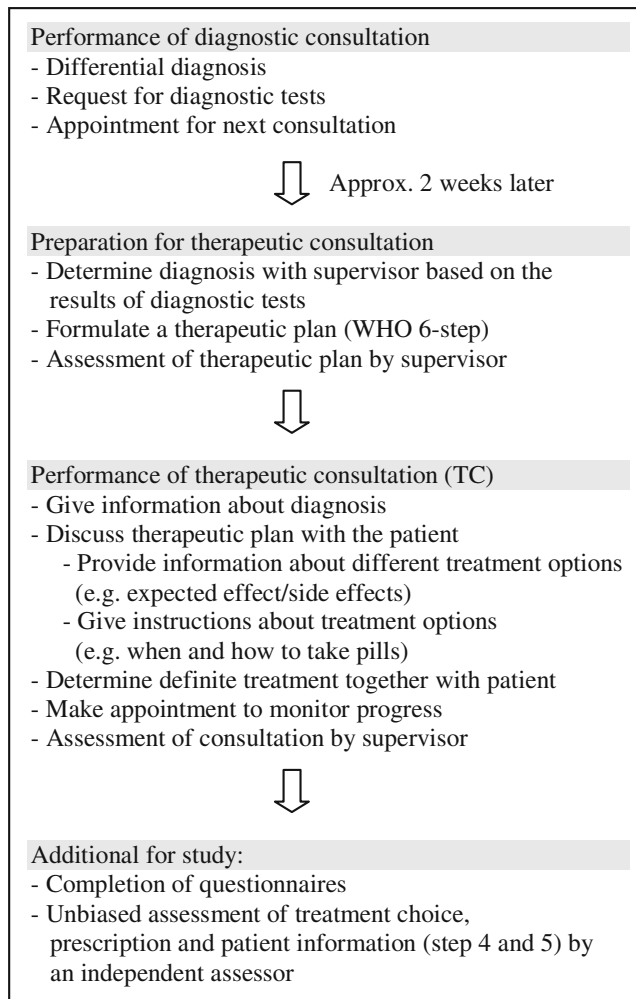 Performance of diagnostic consultation
- Differential diagnosis
- Request for diagnostic tests
- Appointment for next consultation
Approx. 2 weeks later
Preparation for therapeutic consultation
- Determine diagnosis with supervisor based on the
results of diagnostic tests
- Formulate a therapeutic plan (WHO 6-step)
- Assessment of therapeutic plan by supervisor
Performance of therapeutic consultation (TC)
- Give information about diagnosis
- Discuss therapeutic plan with the patient
- Provide information about different treatment options
(e.g. expected effect/side effects)
- Give instructions about treatment options
(e.g. when and how to take pills)
- Determine definite treatment together with patient
- Make appointment to monitor progress
- Assessment of consultation by supervisor
Additional for study:
- Completion of questionnaires
- Unbiased assessment of treatment choice,
prescription and patient information (step 4 and 5) by
an independent assessor